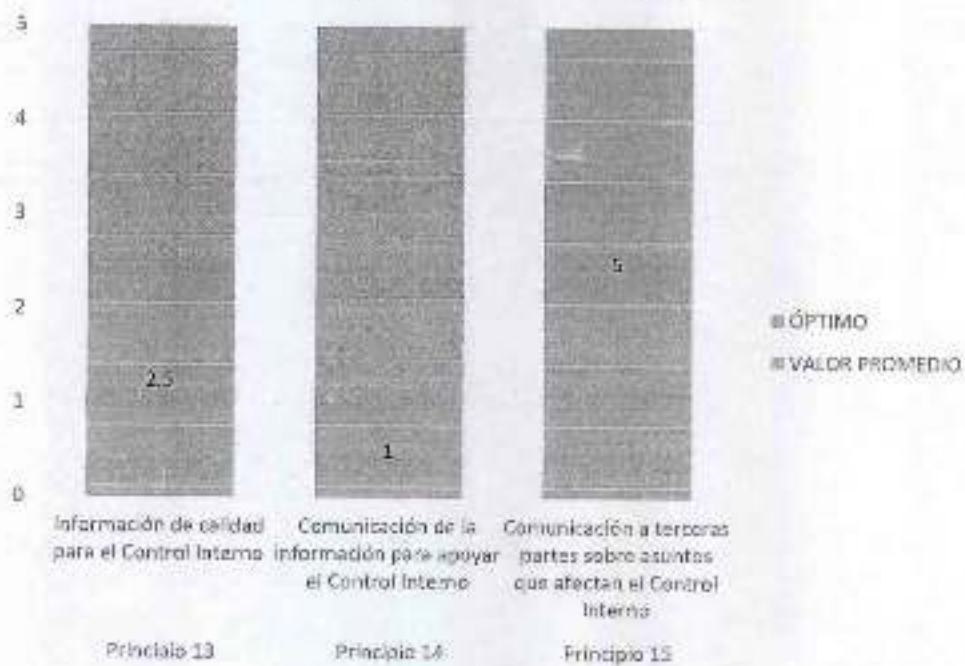 5
4
3
2
1
0
2.5
1
5
ÓPTIMO
VALOR PROMEDIO
Información de calidad
para el Control Interno
Comunicación de la
información para apoyar
el Control Interno
Comunicación a terceras
partes sobre asuntos
que afectan el Control
Interno
Principio 13
Principio 14
Principio 15